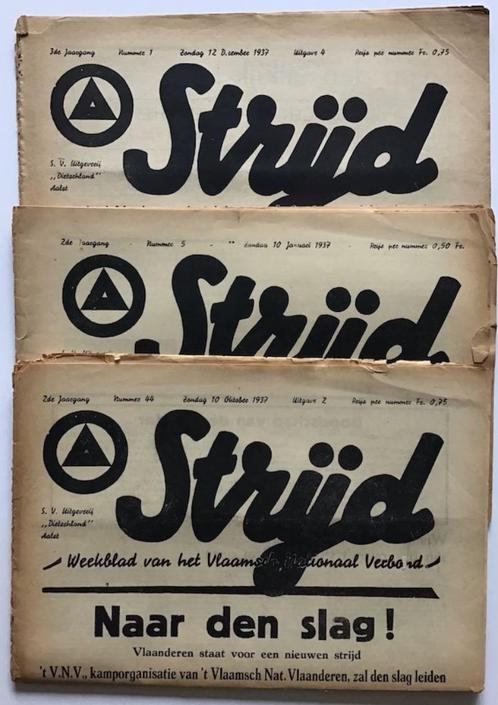 3de Jaargang Nummer 1 Zondag 12 December 1937 Uitgave 4 Prijs per nummer Fr. 0,75
Strijd
S. V. Uitgeverij
,,Dietschland''
Aalst
2de Jaargang - Nummer 5 - Zondag 10 Januari 1937 - Prijs per nummer 0,50 Fr.
Strijd
2de Jaargang Nummer 44 Zondag 10 Oktober 1937 Uitgave 2 Prijs per nummer Fr. 0,75
Strijd
S. V. Uitgeverij
,,Dietschland''
Aalst
Weekblad van het Vlaamsch Nationaal Verbond
Naar den slag!
Vlaanderen staat voor een nieuwen strijd
't V.N.V., kamporganisatie van 't Vlaamsch Nat. Vlaanderen, zal den slag leiden